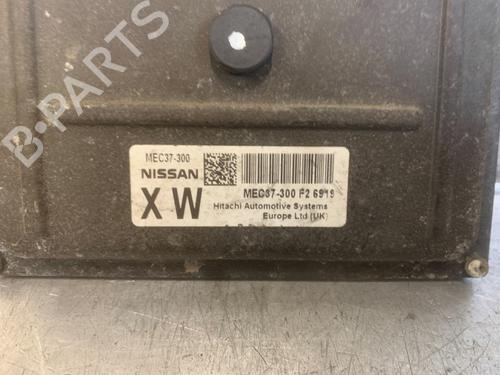 B-PARTS
MEC37-300
NISSAN
X W
MEC37-300 F2 6919
Hitachi Automotive Systems
Europe Ltd (UK)